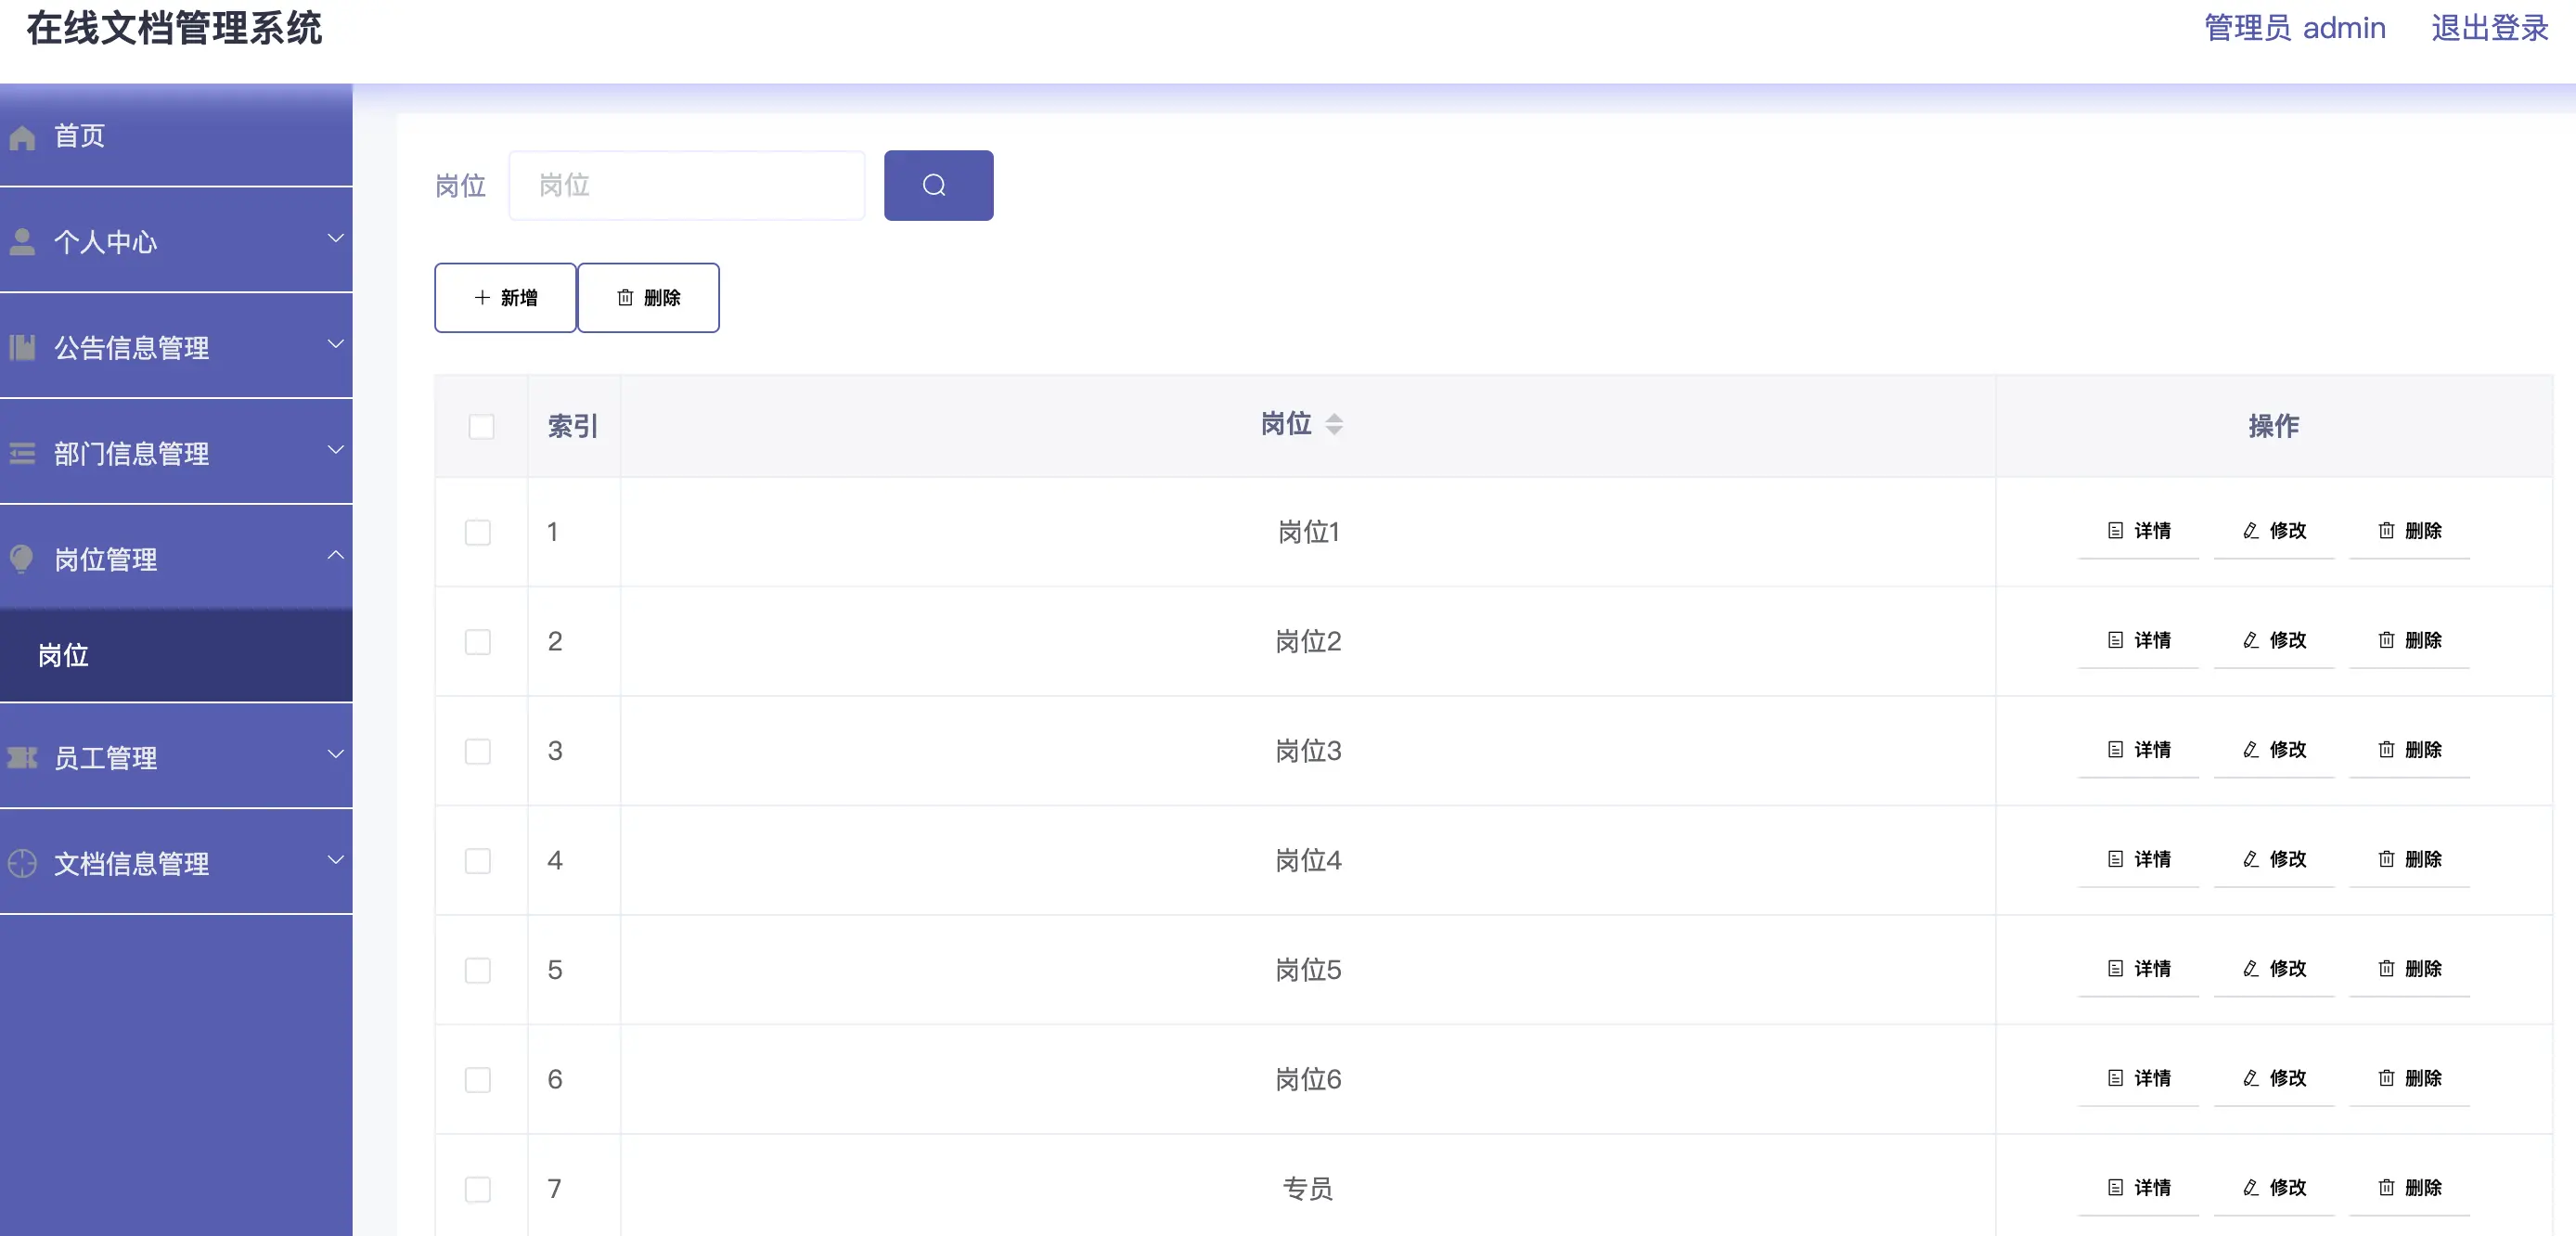 在线文档管理系统
管理员 admin 退出登录
首页
个人中心
公告信息管理
部门信息管理
岗位管理
岗位
员工管理
文档信息管理
岗位 岗位
新增 删除
索引 岗位 操作
1 岗位1 详情 修改 删除
2 岗位2 详情 修改 删除
3 岗位3 详情 修改 删除
4 岗位4 详情 修改 删除
5 岗位5 详情 修改 删除
6 岗位6 详情 修改 删除
7 专员 详情 修改 删除